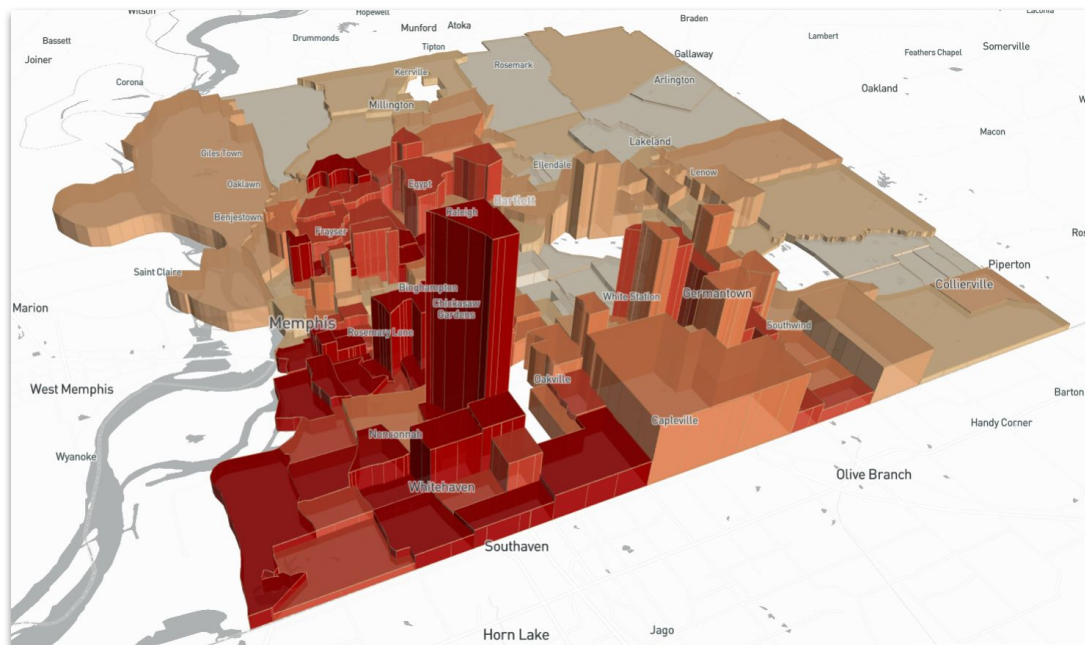 Wilson
Hopewell
Laconia
Munford
Atoka
Braden
Bassett
Drummonds
Tipton
Lambert
Joiner
Gallaway
Feathers Chapel
Somerville
Rosemark
Kerrville
Corona
Arlington
Oakland
Millington
Macon
Lakeland
Giles Town
Ellendale
Lenow
Oaklawn
Egypt
Bartlett
Raleigh
Benjestown
Frayser
Saint Claire
Piperton
Binghampton
Collierville
White Station
Germantown
Marion
Chickasaw
Gardens
Memphis
Rosemary Lane
Southwind
Oakville
West Memphis
Barton
Capleville
Handy Corner
Nonconnah
Wyanoke
Olive Branch
Whitehaven
Southaven
Horn Lake
Jago